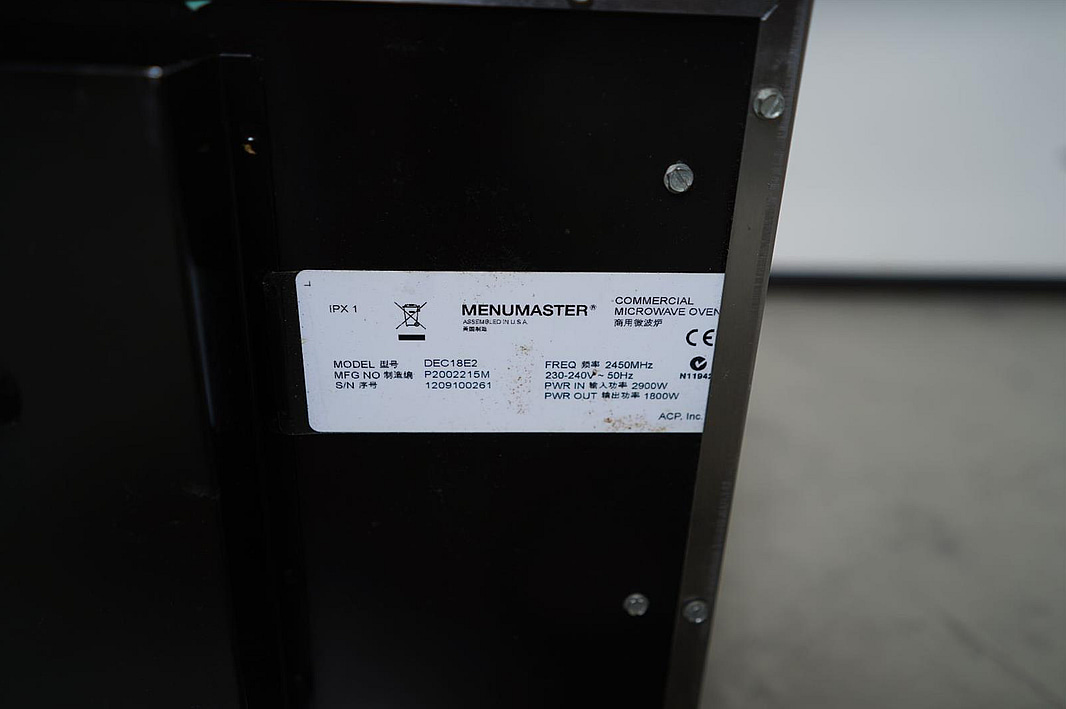 IPX 1
MENUMASTER®
ASSEMBLED IN U.S.A.
美国制造
COMMERCIAL
MICROWAVE OVEN
商用微波炉
CE
N11942
MODEL 型号 DEC18E2
MFG NO 制造编 P2002215M
S/N 序号 1209100261
FREQ 频率 2450MHz
230-240V ~ 50Hz
PWR IN 输入功率 2900W
PWR OUT 输出功率 1800W
ACP, Inc.